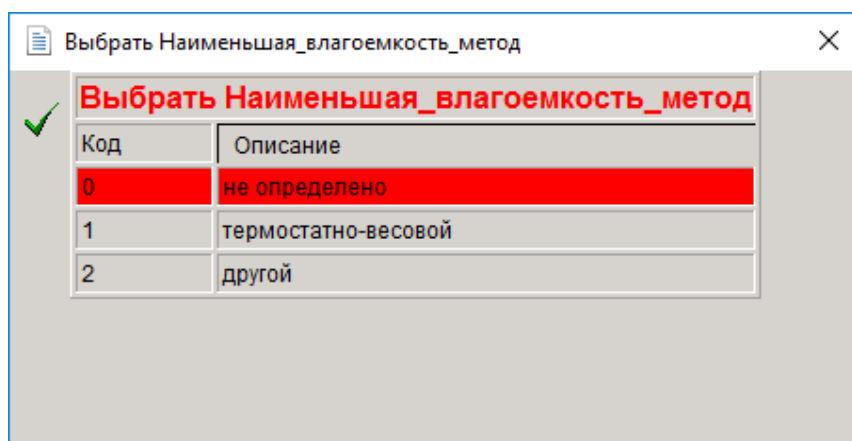 Выбрать Наименьшая_влагоемкость_метод
Выбрать Наименьшая_влагоемкость_метод
Код Описание
0 не определено
1 термостатно-весовой
2 другой